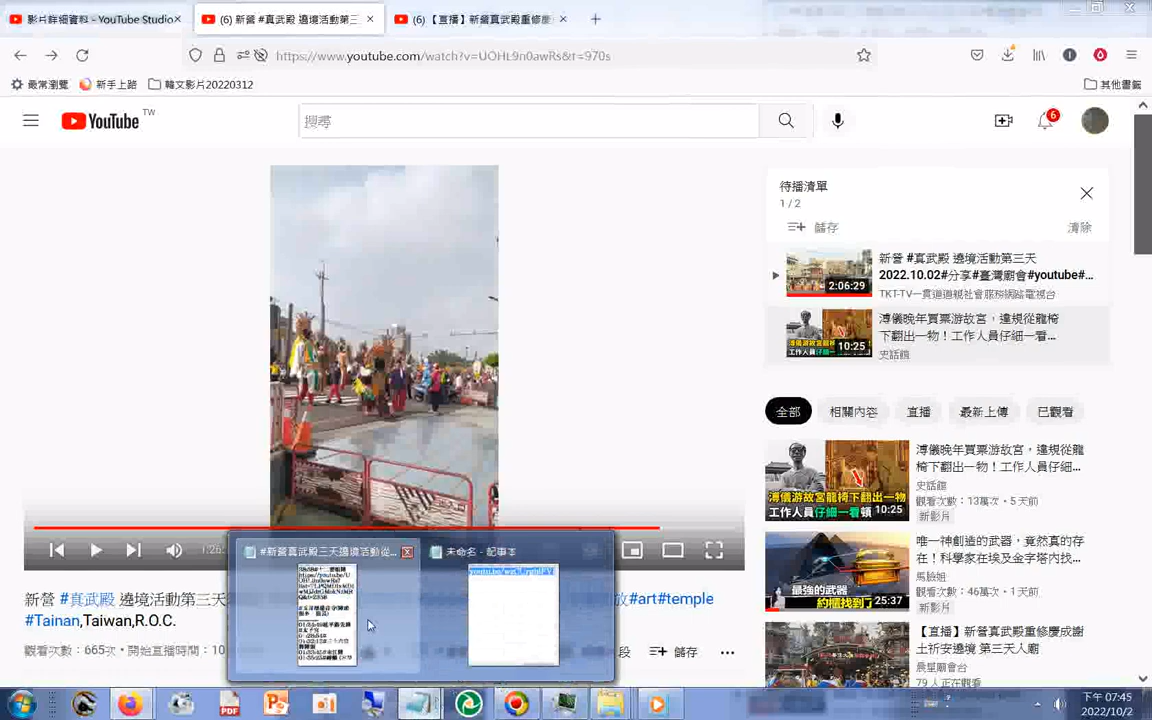 影片詳細資料 - YouTube Studio
(6) 新營 #真武殿 遶境活動第三
(6) 【直播】新營真武殿重修慶
https://www.youtube.com/watch?v=UOHL9n0awRs&t=970s
最常瀏覽
新手上路
韓文影片20220312
其他書籤
YouTube TW
搜尋
6
待播清單
1 / 2
儲存
清除
新營 #真武殿 遶境活動第三天
2022.10.02#分享#臺灣廟會#youtube#...
TKT-TV一貫道道親社會服務網路電視台
2:06:29
溥儀晚年買票游故宮，違規從龍椅
下翻出一物！工作人員仔細一看...
史話館
10:25
全部
相關內容
直播
最新上傳
已觀看
溥儀晚年買票游故宮，違規從龍
椅下翻出一物！工作人員仔細...
史話館
觀看次數：13萬次・5 天前
新影片
溥儀游故宮龍椅下翻出一物
工作人員仔細一看頓
10:25
唯一神創造的武器，竟然真的存
在！科學家在埃及金字塔內找...
馬臉姐
觀看次數：46萬次・1 天前
新影片
最強的武器
約櫃找到了
25:37
【直播】新營真武殿重修慶成謝
土祈安遶境 第三天入廟
晨星廟會台
79 人正在觀看
#新營真武殿三天遶境活動從...
未命名 - 記事本
新營 #真武殿 遶境活動第三天
#art#temple
#Tainan,Taiwan,R.O.C.
觀看次數：665次・開始直播時間：10
段
儲存
下午 07:45
2022/10/2